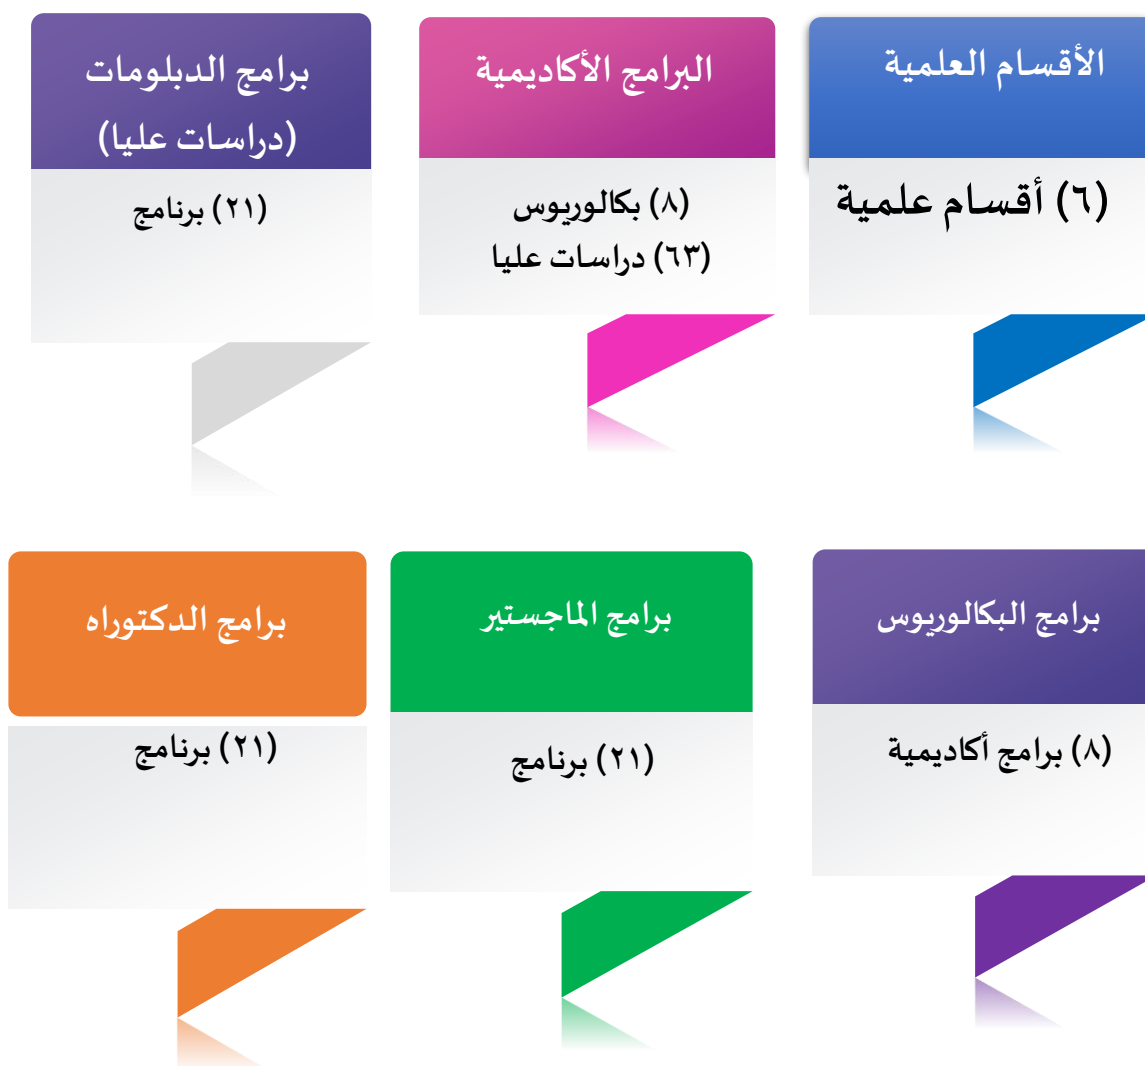 الأقسام العلمية
(٦) أقسام علمية
البرامج الأكاديمية
(٨) بكالوريوس
(٦٣) دراسات عليا
برامج الدبلومات
(دراسات عليا)
(٢١) برنامج
برامج البكالوريوس
(٨) برامج أكاديمية
برامج الماجستير
(٢١) برنامج
برامج الدكتوراه
(٢١) برنامج